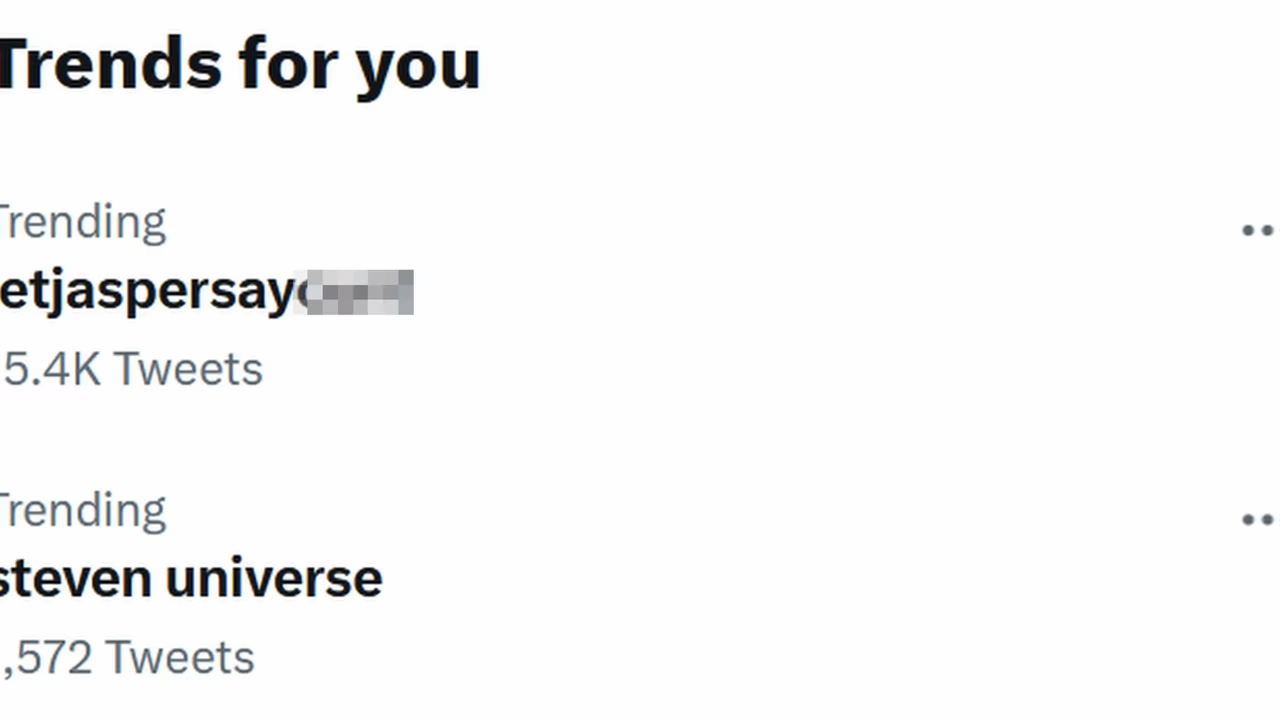 Trends for you
Trending
etjaspersay
5.4K Tweets
Trending
steven universe
,572 Tweets